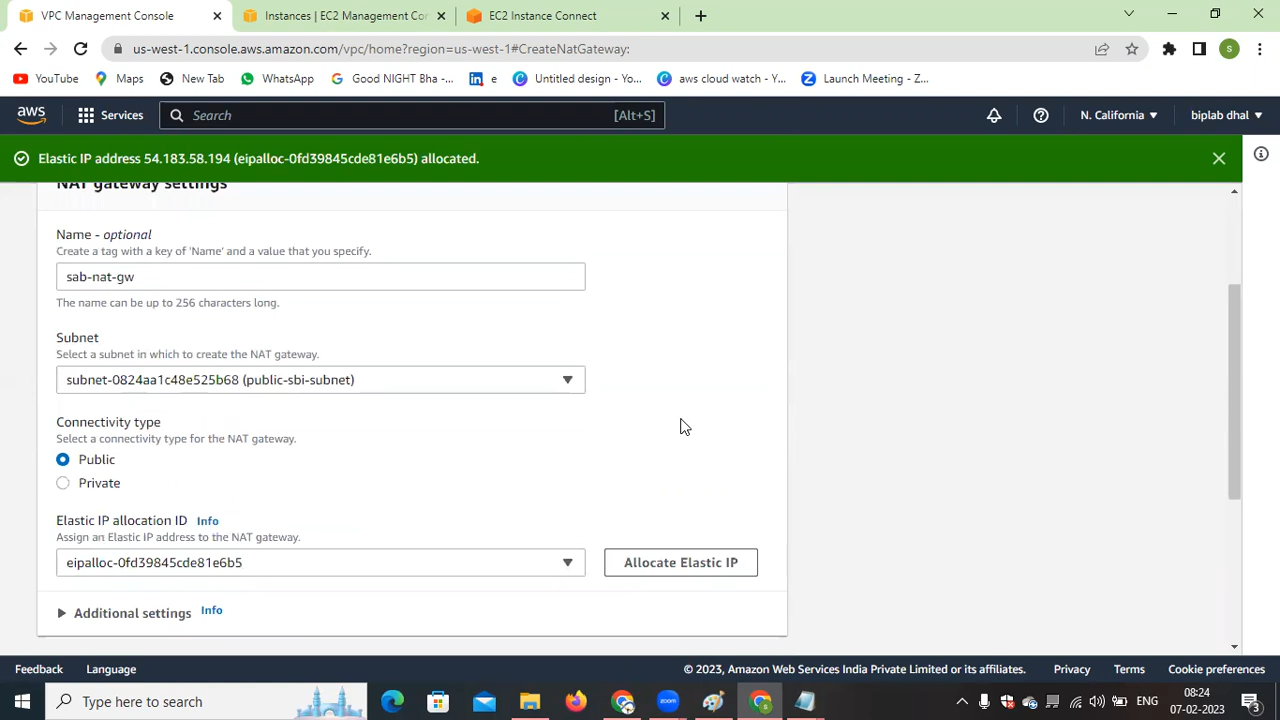 VPC Management Console
Instances | EC2 Management Con
EC2 Instance Connect
us-west-1.console.aws.amazon.com/vpc/home?region=us-west-1#CreateNatGateway:
YouTube
Maps
New Tab
WhatsApp
Good NIGHT Bha -...
e
Untitled design - Yo...
aws cloud watch - Y...
Launch Meeting - Z...
aws
Services
Search
[Alt+S]
N. California
biplab dhal
Elastic IP address 54.183.58.194 (eipalloc-0fd39845cde81e6b5) allocated.
NAT gateway settings
Name - optional
Create a tag with a key of 'Name' and a value that you specify.
sab-nat-gw
The name can be up to 256 characters long.
Subnet
Select a subnet in which to create the NAT gateway.
subnet-0824aa1c48e525b68 (public-sbi-subnet)
Connectivity type
Select a connectivity type for the NAT gateway.
Public
Private
Elastic IP allocation ID Info
Assign an Elastic IP address to the NAT gateway.
eipalloc-0fd39845cde81e6b5
Allocate Elastic IP
Additional settings Info
Feedback
Language
© 2023, Amazon Web Services India Private Limited or its affiliates.
Privacy
Terms
Cookie preferences
Type here to search
ENG
08:24
07-02-2023
3